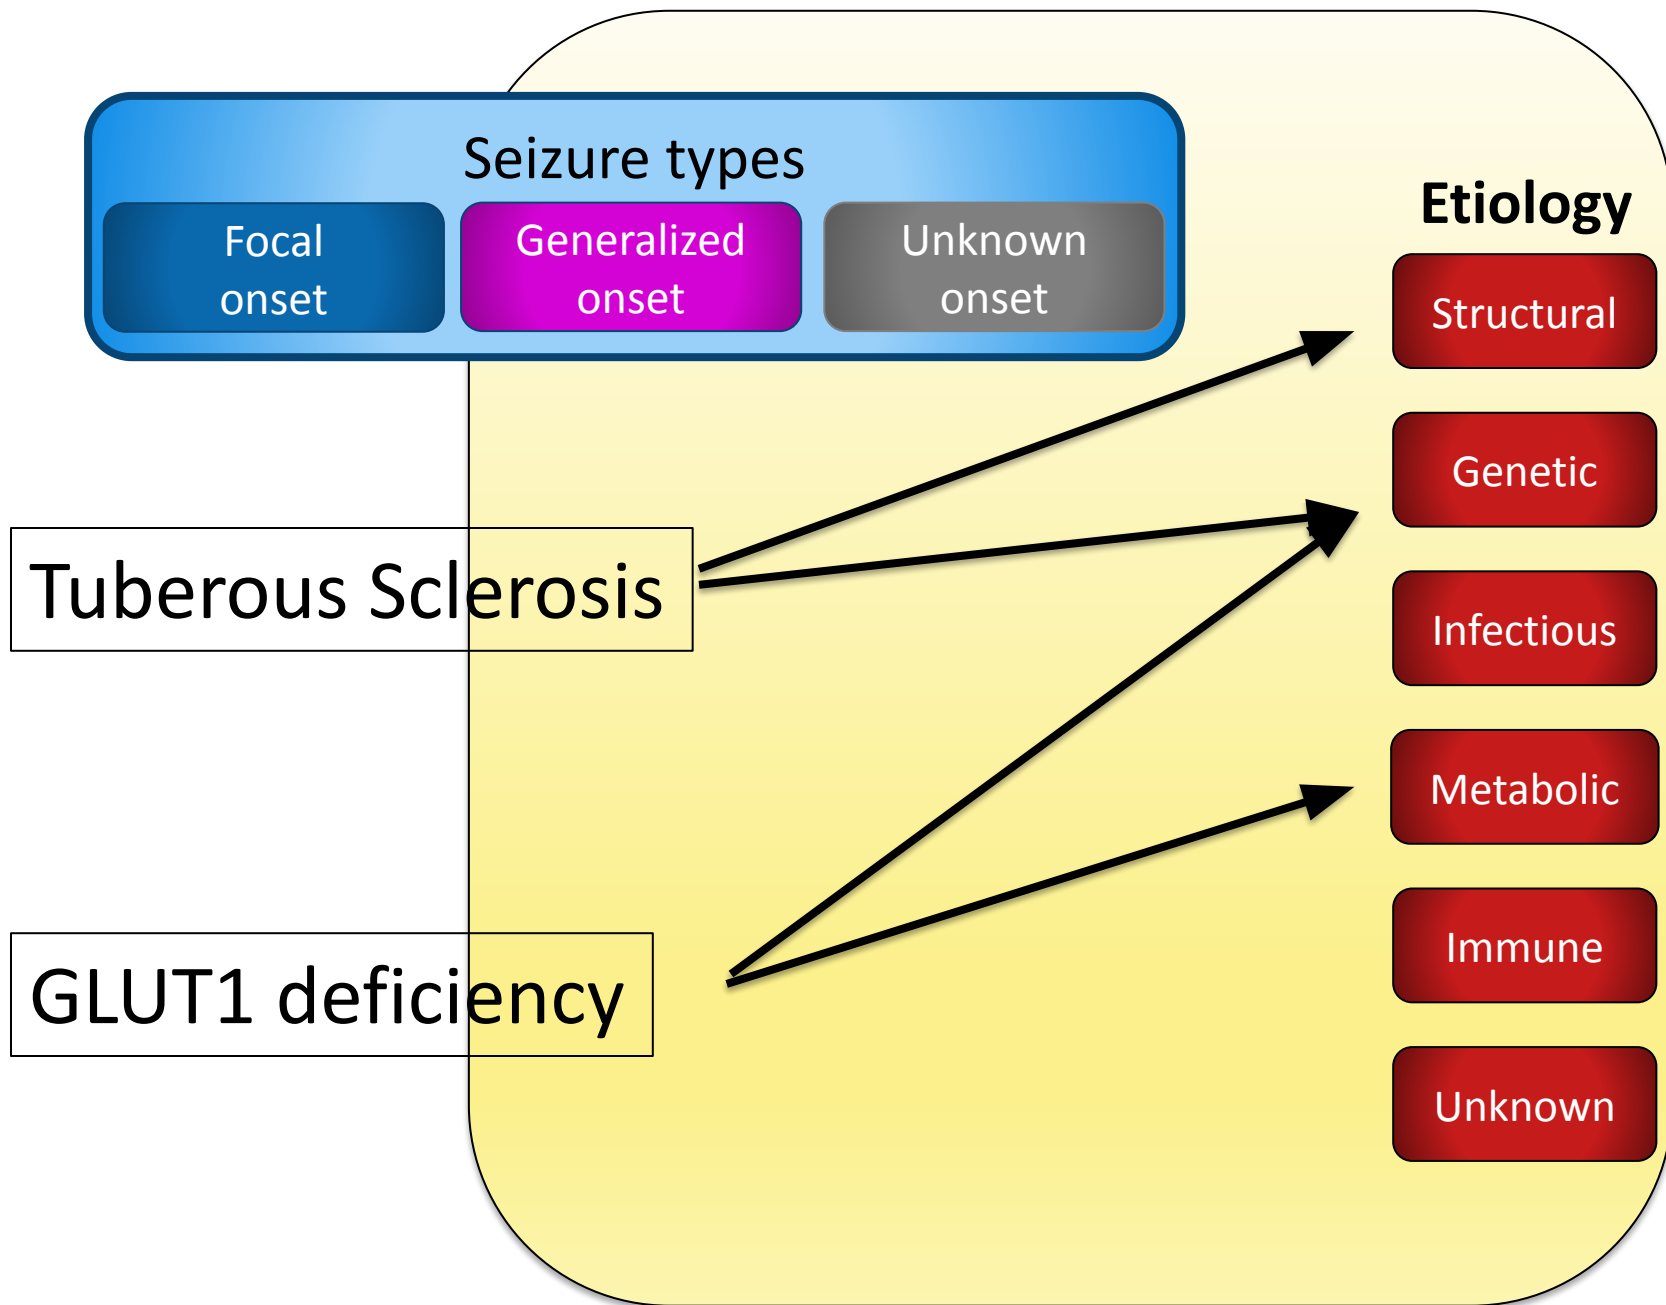 Seizure types
Focal
onset
Generalized
onset
Unknown
onset
Etiology
Structural
Genetic
Infectious
Metabolic
Immune
Unknown
Tuberous Sclerosis
GLUT1 deficiency